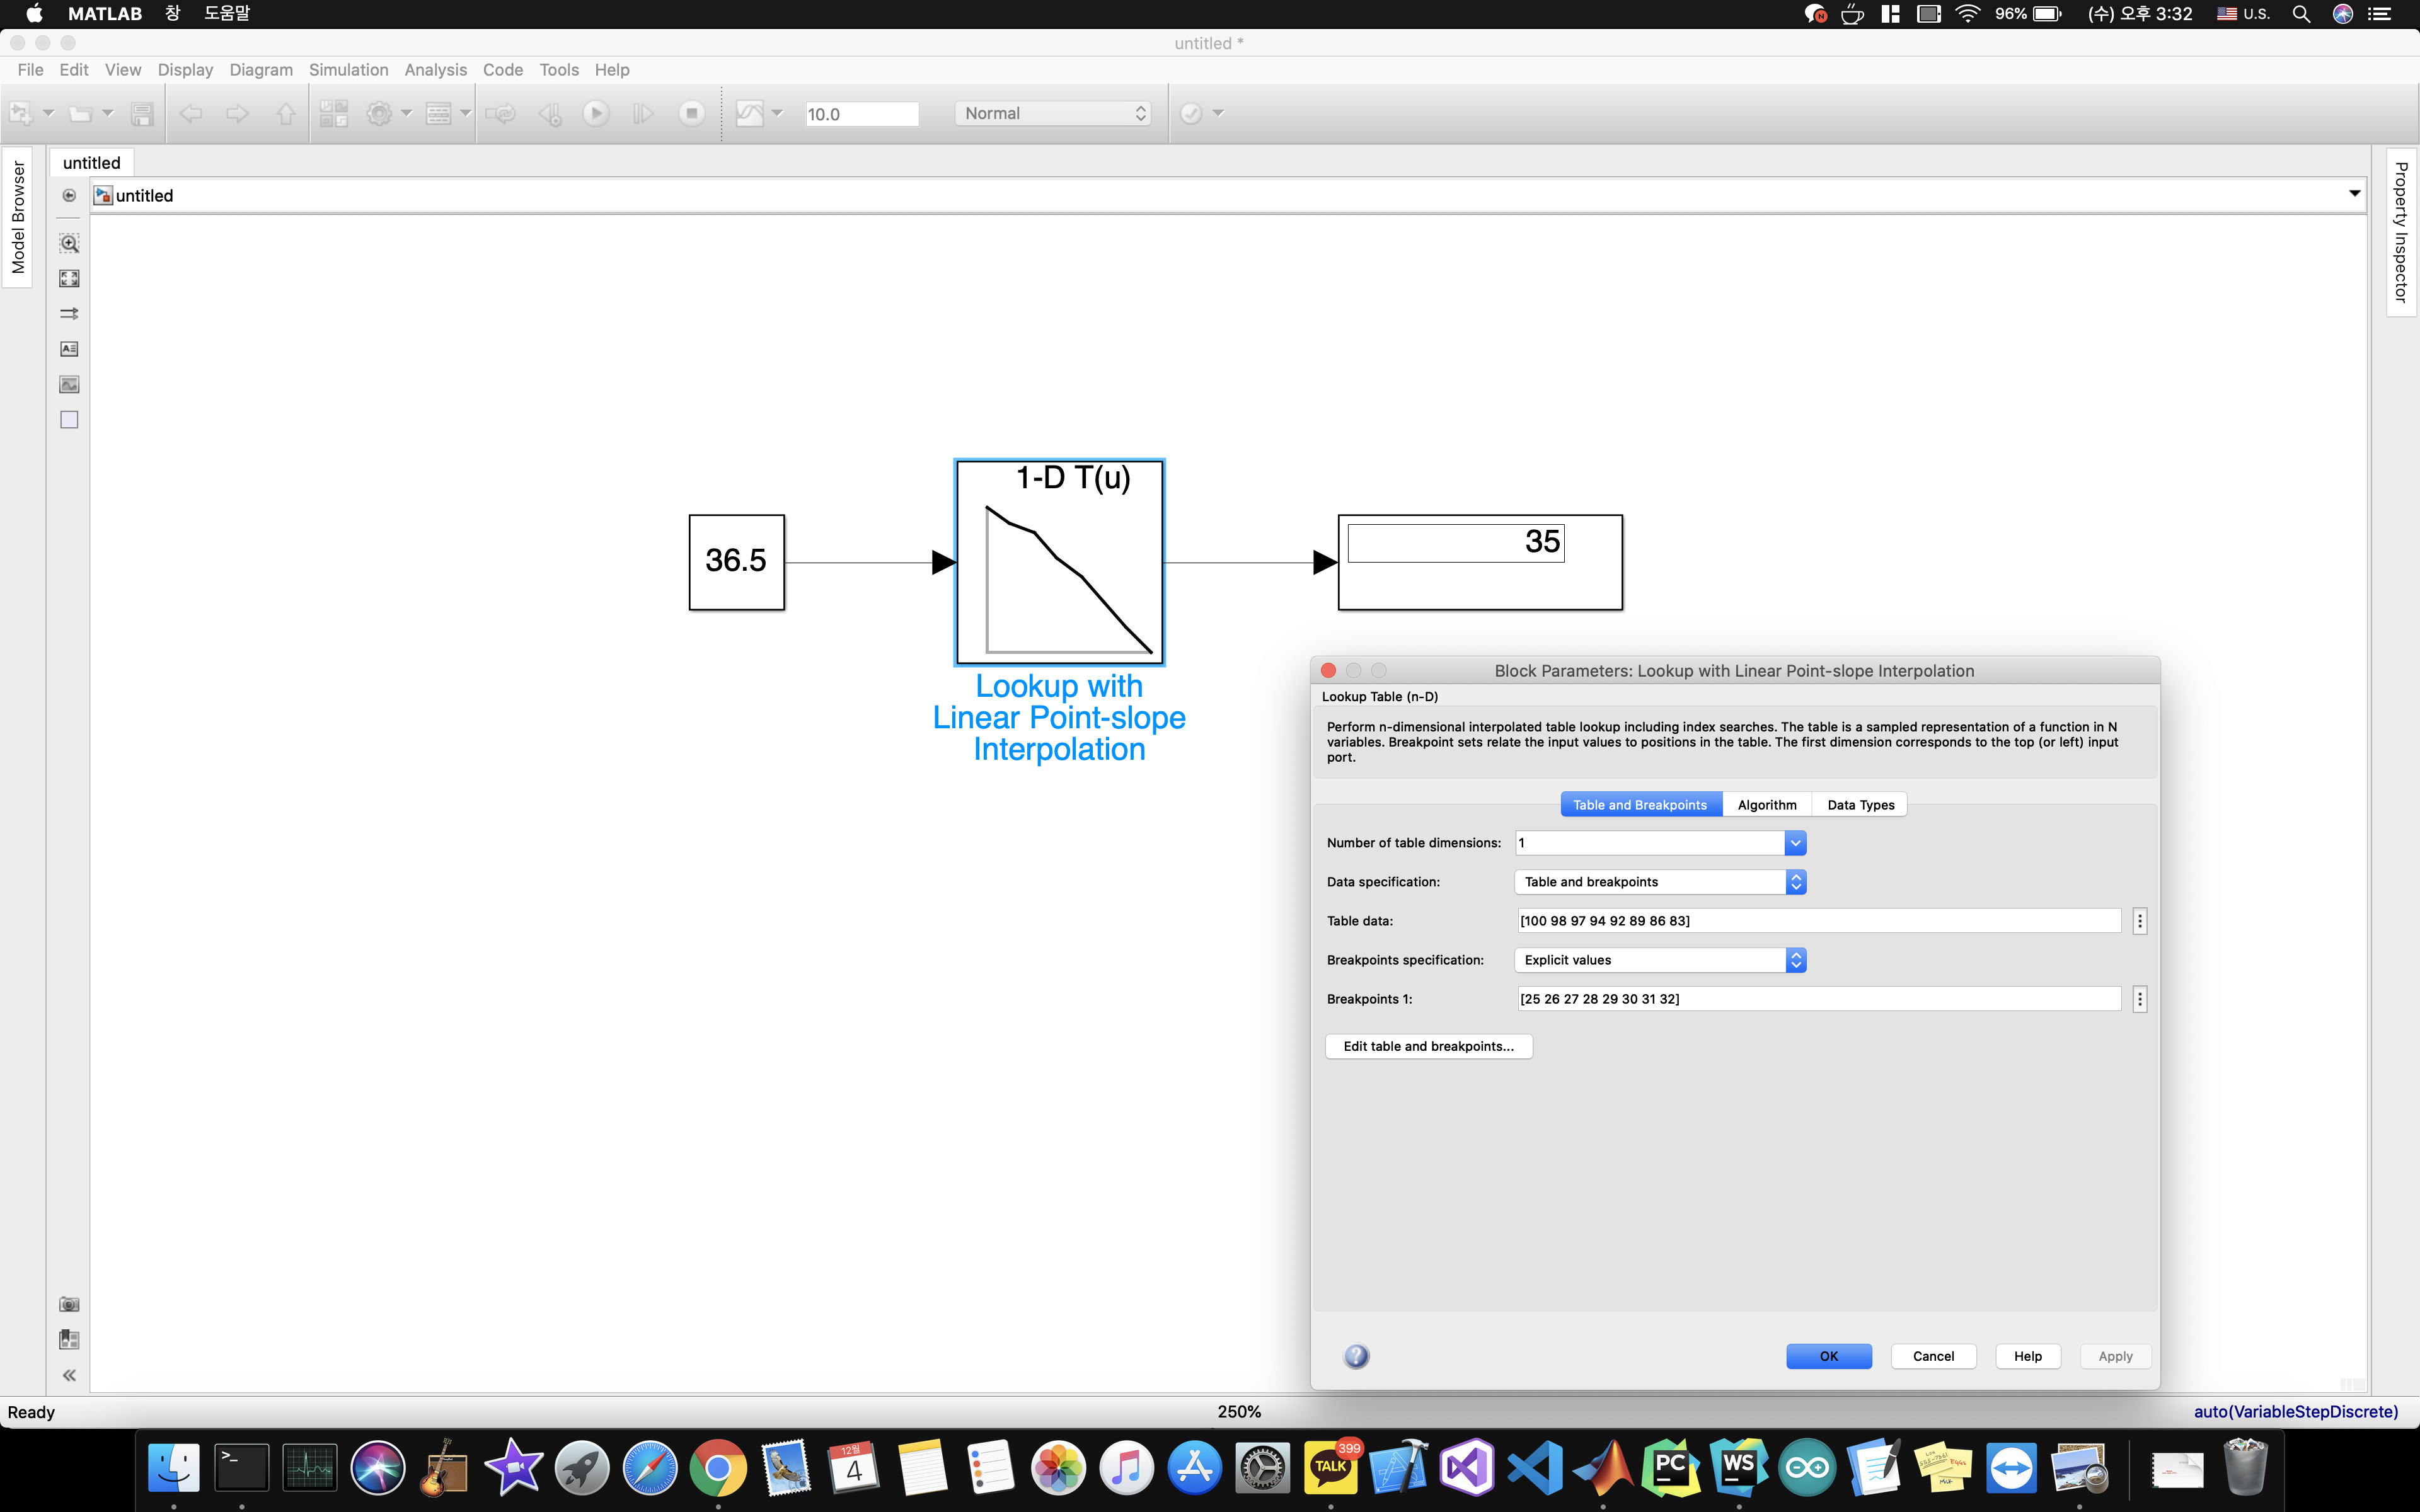 MATLAB 창 도움말
96% (수) 오후 3:32 U.S.
untitled *
File Edit View Display Diagram Simulation Analysis Code Tools Help
10.0 Normal
Model Browser
untitled
untitled
Property Inspector
1-D T(u)
36.5
35
Lookup with
Linear Point-slope
Interpolation
Block Parameters: Lookup with Linear Point-slope Interpolation
Lookup Table (n-D)
Perform n-dimensional interpolated table lookup including index searches. The table is a sampled representation of a function in N
variables. Breakpoint sets relate the input values to positions in the table. The first dimension corresponds to the top (or left) input
port.
Table and Breakpoints Algorithm Data Types
Number of table dimensions: 1
Data specification: Table and breakpoints
Table data: [100 98 97 94 92 89 86 83]
Breakpoints specification: Explicit values
Breakpoints 1: [25 26 27 28 29 30 31 32]
Edit table and breakpoints...
? OK Cancel Help Apply
Ready 250% auto(VariableStepDiscrete)
12월
4
TALK
399
PC
WS